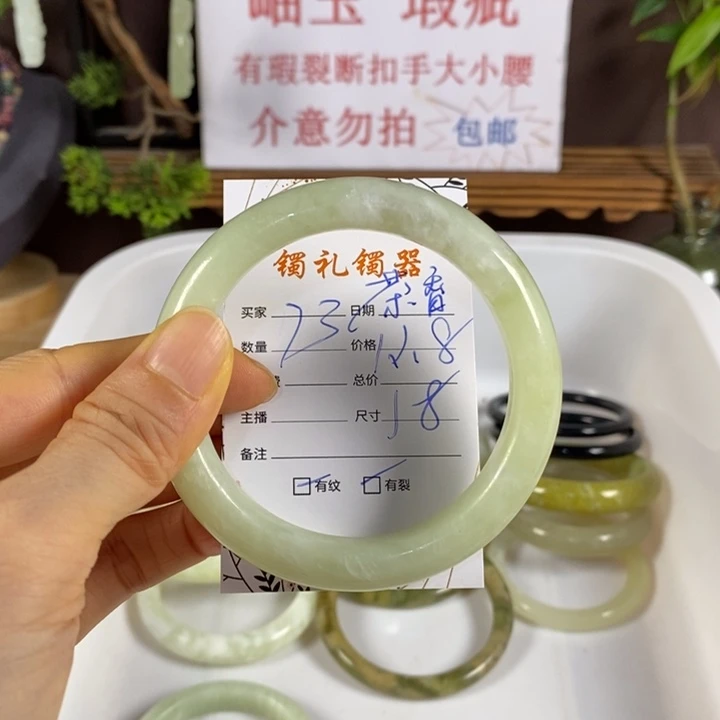 岫玉 瑕疵
有瑕裂断扣手大小腰
介意勿拍 包邮
镯礼镯器
买家 日期
数量 价格
总价
主播 尺寸 18
备注
有纹 有裂